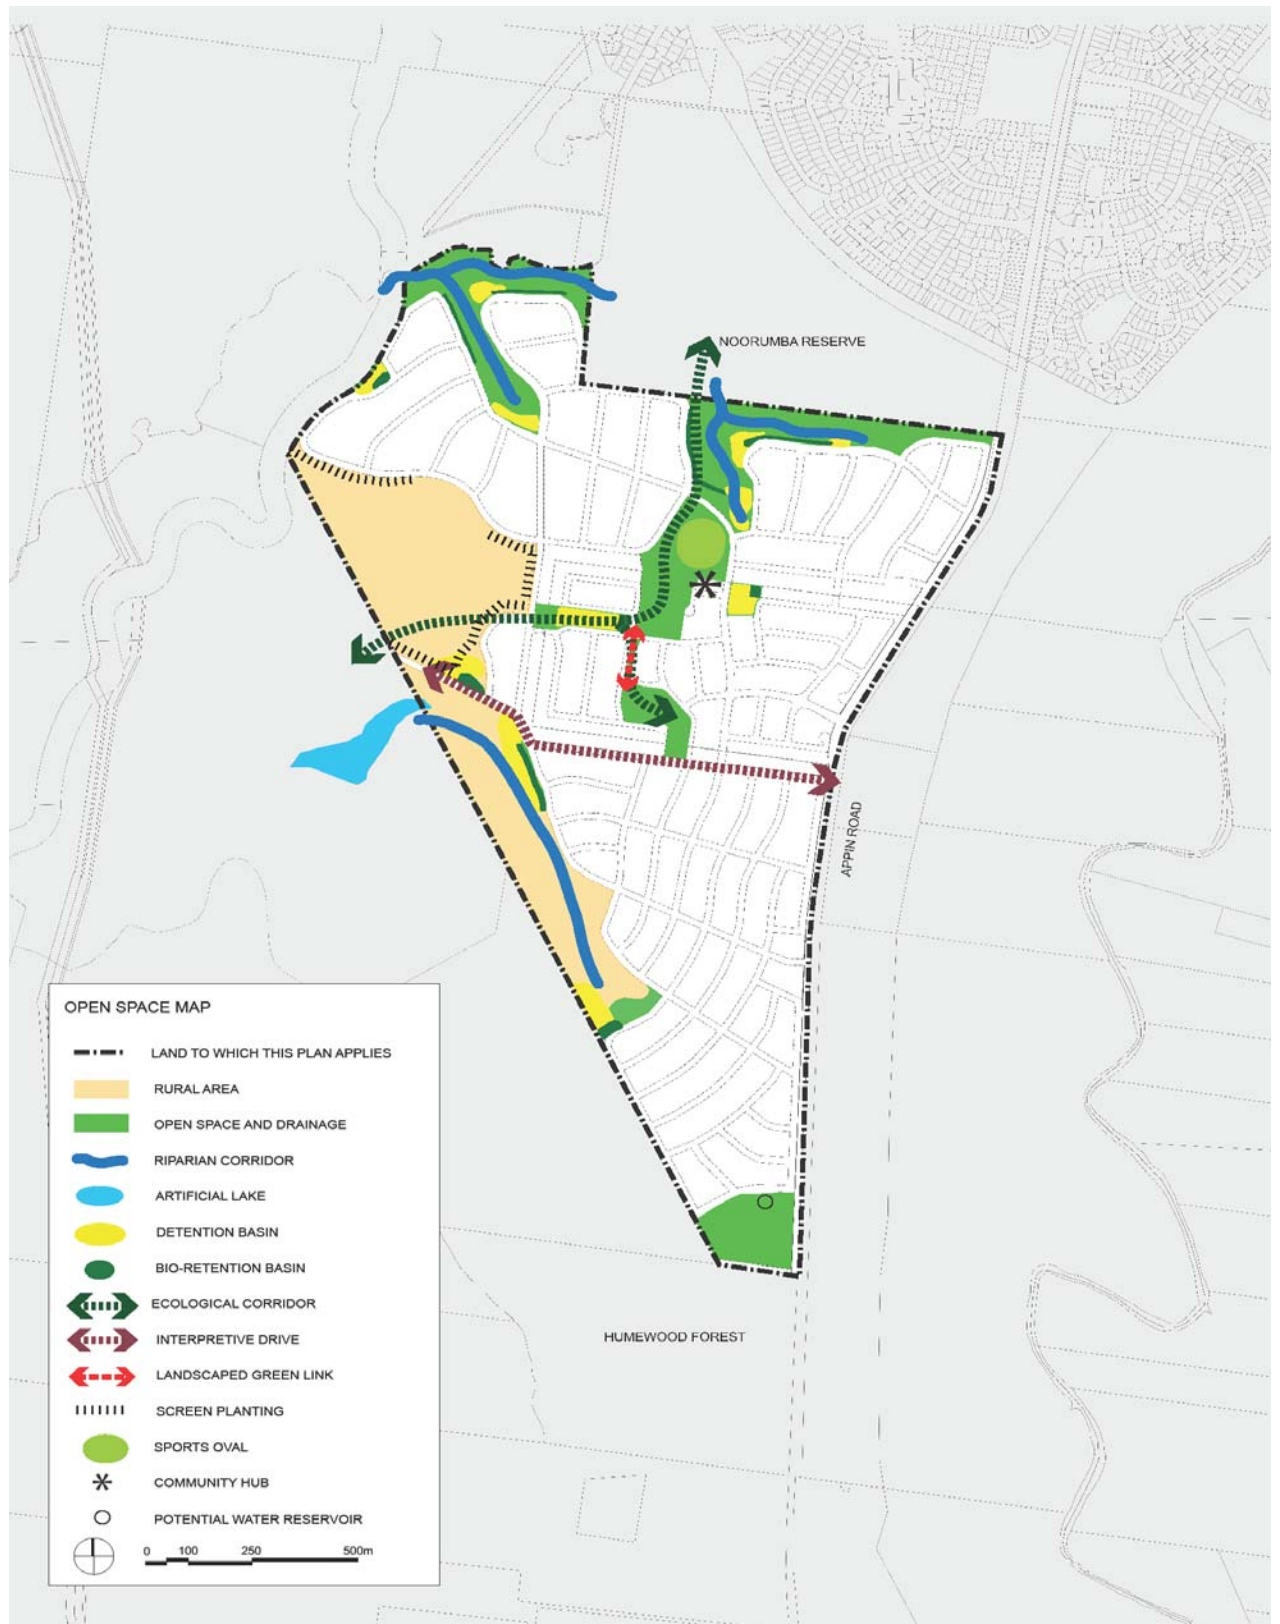 NOORUMBA RESERVE
APPIN ROAD
HUMEWOOD FOREST
OPEN SPACE MAP
LAND TO WHICH THIS PLAN APPLIES
RURAL AREA
OPEN SPACE AND DRAINAGE
RIPARIAN CORRIDOR
ARTIFICIAL LAKE
DETENTION BASIN
BIO-RETENTION BASIN
ECOLOGICAL CORRIDOR
INTERPRETIVE DRIVE
LANDSCAPED GREEN LINK
SCREEN PLANTING
SPORTS OVAL
COMMUNITY HUB
POTENTIAL WATER RESERVOIR
0 100 250 500m